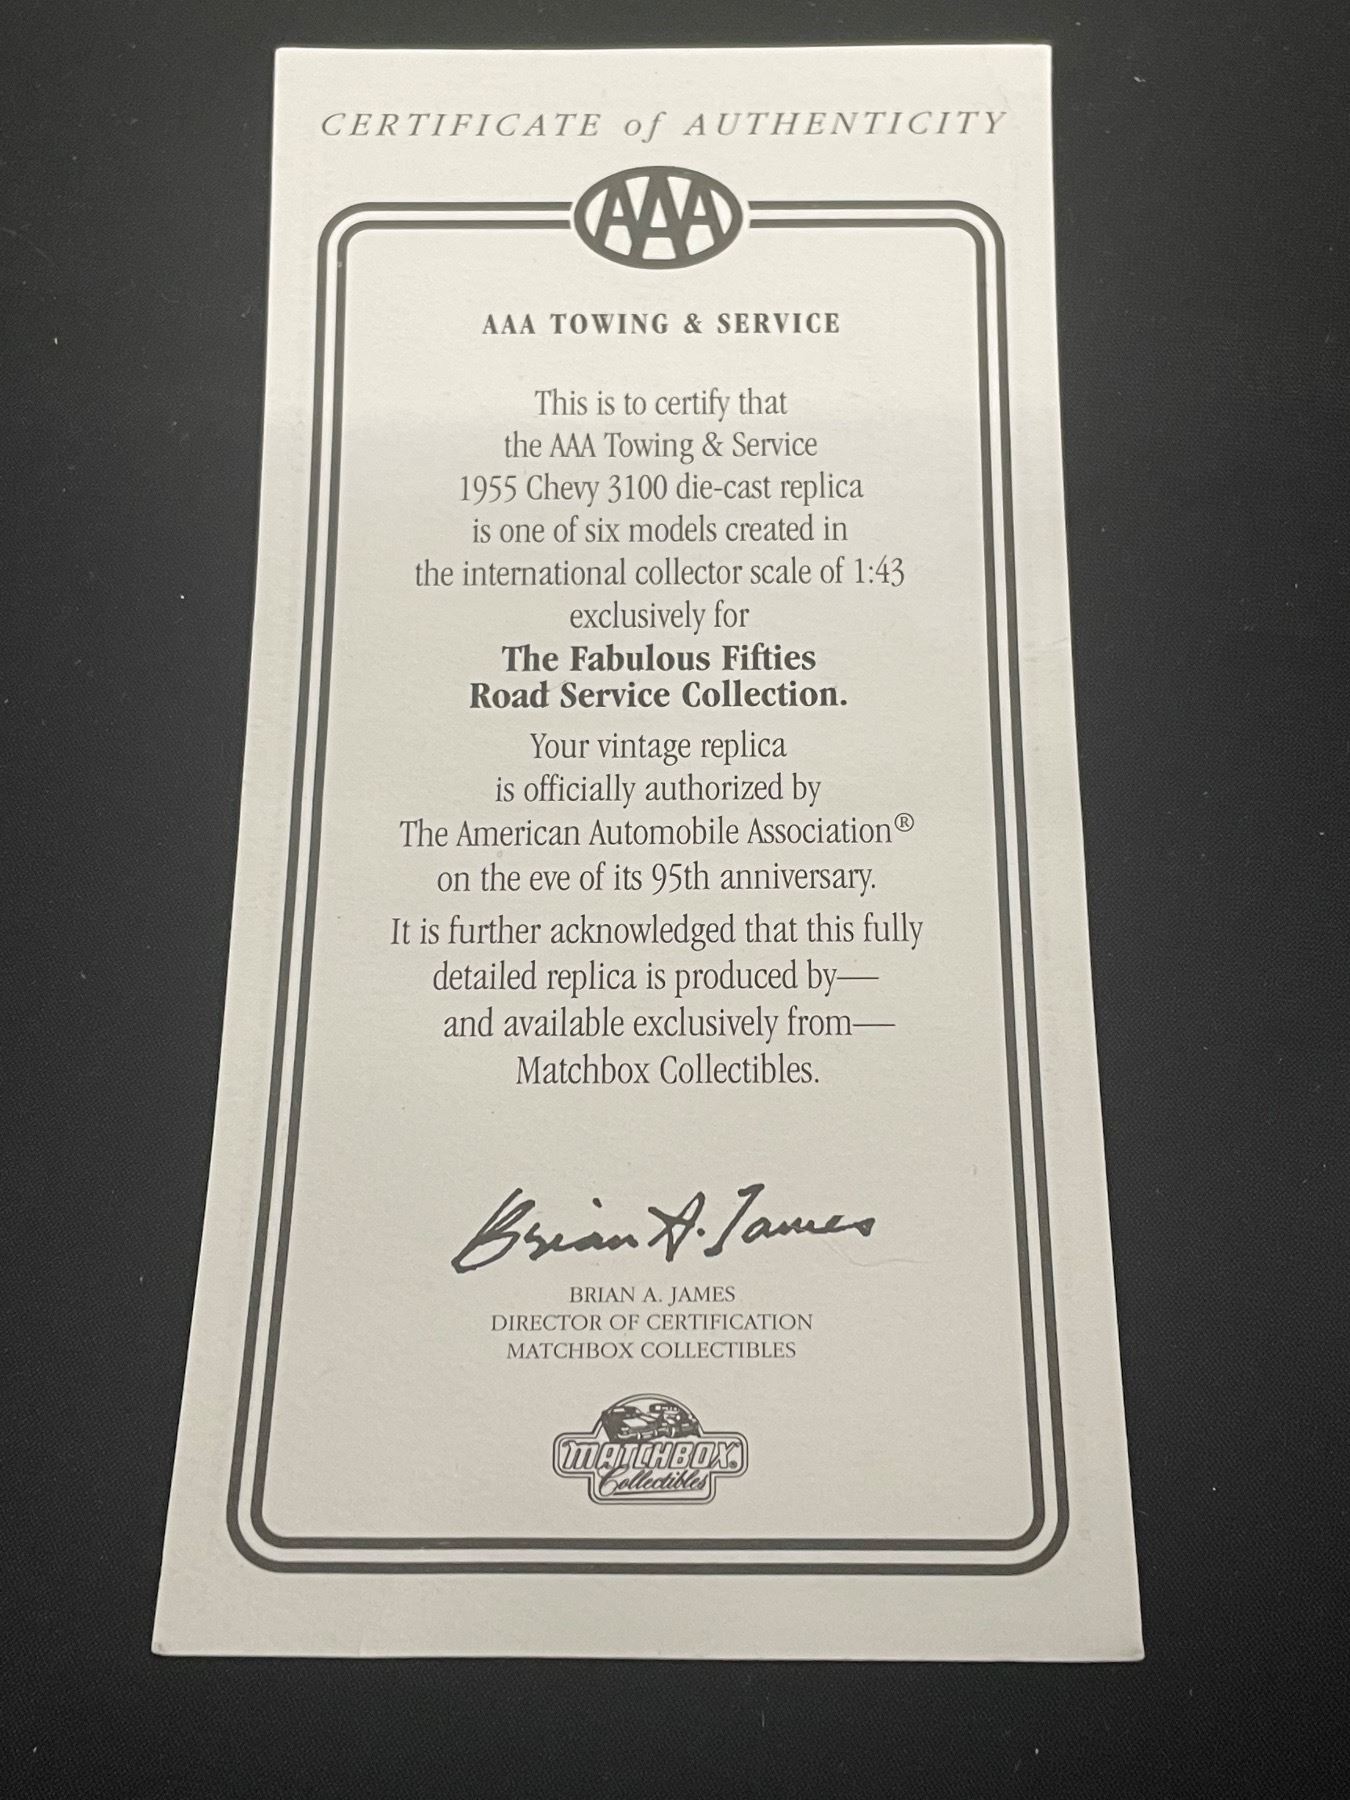 CERTIFICATE of AUTHENTICITY
AAA
AAA TOWING & SERVICE
This is to certify that
the AAA Towing & Service
1955 Chevy 3100 die-cast replica
is one of six models created in
the international collector scale of 1:43
exclusively for
The Fabulous Fifties
Road Service Collection.
Your vintage replica
is officially authorized by
The American Automobile Association®
on the eve of its 95th anniversary.
It is further acknowledged that this fully
detailed replica is produced by—
and available exclusively from—
Matchbox Collectibles.
Brian A. James
BRIAN A. JAMES
DIRECTOR OF CERTIFICATION
MATCHBOX COLLECTIBLES
MATCHBOX®
Collectibles